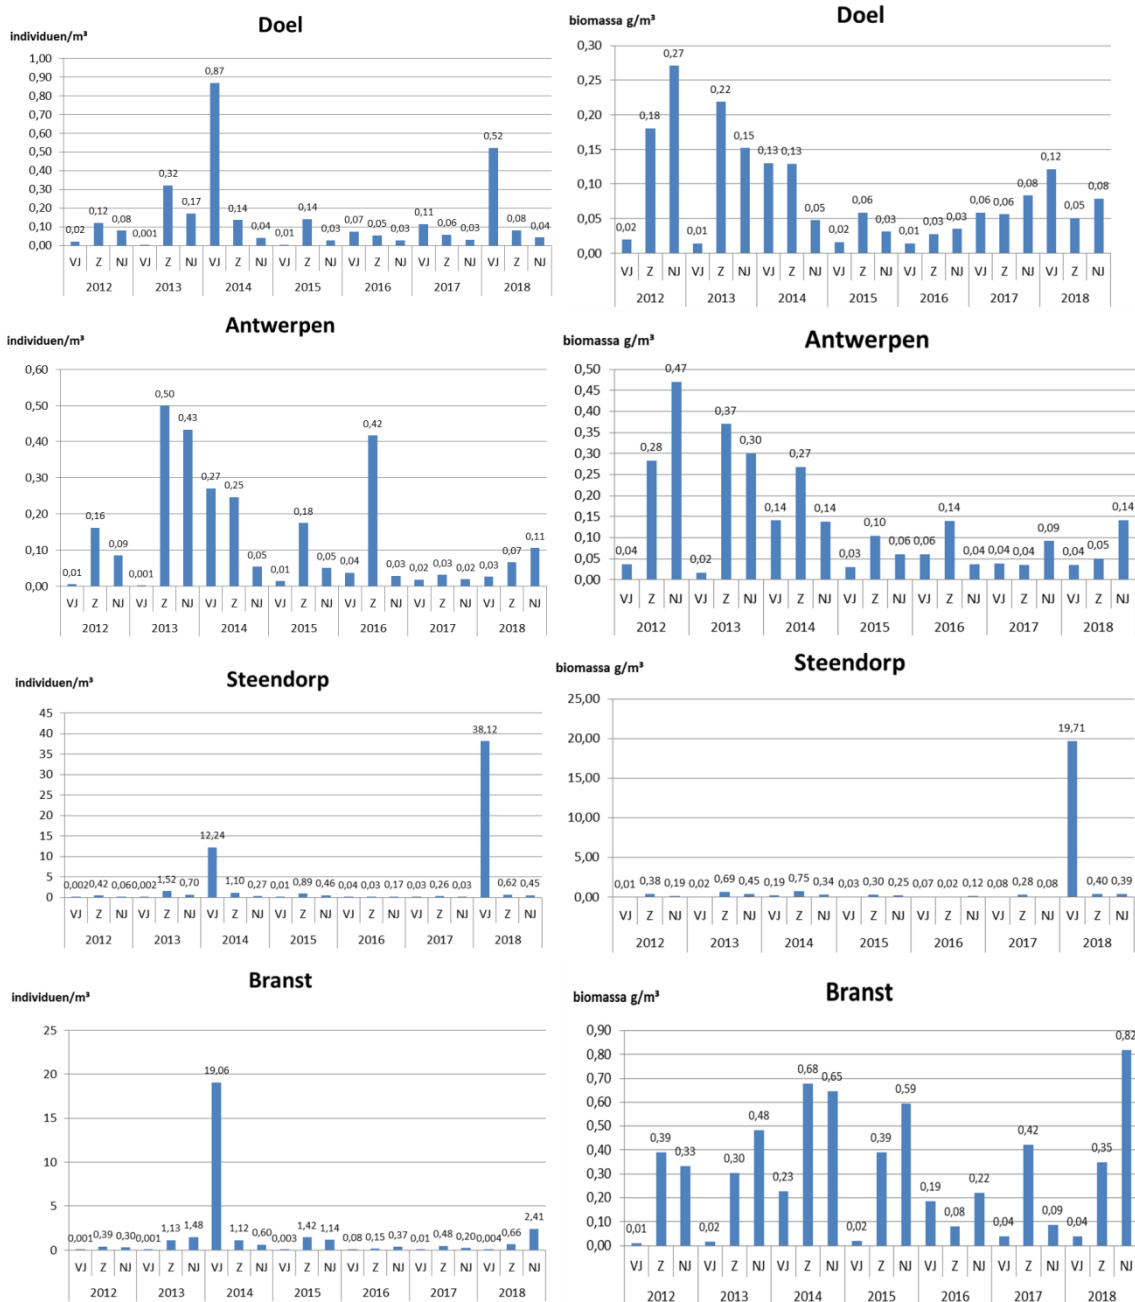 Doel
individuen/m³
1,00
0,90
0,80
0,70
0,60
0,50
0,40
0,30
0,20
0,10
0,00
0,02 0,12 0,08 0,001 0,32 0,17 0,87 0,14 0,04 0,01 0,14 0,03 0,07 0,05 0,03 0,11 0,06 0,03 0,52 0,08 0,04
VJ Z NJ VJ Z NJ VJ Z NJ VJ Z NJ VJ Z NJ VJ Z NJ VJ Z NJ
2012 2013 2014 2015 2016 2017 2018
Doel
biomassa g/m³
0,30
0,25
0,20
0,15
0,10
0,05
0,00
0,02 0,18 0,27 0,01 0,22 0,15 0,13 0,13 0,05 0,02 0,06 0,03 0,01 0,03 0,03 0,06 0,06 0,08 0,12 0,05 0,08
VJ Z NJ VJ Z NJ VJ Z NJ VJ Z NJ VJ Z NJ VJ Z NJ VJ Z NJ
2012 2013 2014 2015 2016 2017 2018
Antwerpen
individuen/m³
0,60
0,50
0,40
0,30
0,20
0,10
0,00
0,01 0,16 0,09 0,001 0,50 0,43 0,27 0,25 0,05 0,01 0,18 0,05 0,04 0,42 0,03 0,02 0,03 0,02 0,03 0,07 0,11
VJ Z NJ VJ Z NJ VJ Z NJ VJ Z NJ VJ Z NJ VJ Z NJ VJ Z NJ
2012 2013 2014 2015 2016 2017 2018
Antwerpen
biomassa g/m³
0,50
0,45
0,40
0,35
0,30
0,25
0,20
0,15
0,10
0,05
0,00
0,04 0,28 0,47 0,02 0,37 0,30 0,14 0,27 0,14 0,03 0,10 0,06 0,06 0,14 0,04 0,04 0,04 0,09 0,04 0,05 0,14
VJ Z NJ VJ Z NJ VJ Z NJ VJ Z NJ VJ Z NJ VJ Z NJ VJ Z NJ
2012 2013 2014 2015 2016 2017 2018
Steendorp
individuen/m³
45
40
35
30
25
20
15
10
5
0
0,002 0,42 0,06 0,002 1,52 0,70 12,24 1,10 0,27 0,01 0,89 0,46 0,04 0,03 0,17 0,03 0,26 0,03 38,12 0,62 0,45
VJ Z NJ VJ Z NJ VJ Z NJ VJ Z NJ VJ Z NJ VJ Z NJ VJ Z NJ
2012 2013 2014 2015 2016 2017 2018
Steendorp
biomassa g/m³
25,00
20,00
15,00
10,00
5,00
0,00
0,01 0,38 0,19 0,02 0,69 0,45 0,19 0,75 0,34 0,03 0,30 0,25 0,07 0,02 0,12 0,08 0,28 0,08 19,71 0,40 0,39
VJ Z NJ VJ Z NJ VJ Z NJ VJ Z NJ VJ Z NJ VJ Z NJ VJ Z NJ
2012 2013 2014 2015 2016 2017 2018
Branst
individuen/m³
25
20
15
10
5
0
0,001 0,39 0,30 0,001 1,13 1,48 19,06 1,12 0,60 0,003 1,42 1,14 0,08 0,15 0,37 0,01 0,48 0,20 0,004 0,66 2,41
VJ Z NJ VJ Z NJ VJ Z NJ VJ Z NJ VJ Z NJ VJ Z NJ VJ Z NJ
2012 2013 2014 2015 2016 2017 2018
Branst
biomassa g/m³
0,90
0,80
0,70
0,60
0,50
0,40
0,30
0,20
0,10
0,00
0,01 0,39 0,33 0,02 0,30 0,48 0,23 0,68 0,65 0,02 0,39 0,59 0,19 0,08 0,22 0,04 0,42 0,09 0,04 0,35 0,82
VJ Z NJ VJ Z NJ VJ Z NJ VJ Z NJ VJ Z NJ VJ Z NJ VJ Z NJ
2012 2013 2014 2015 2016 2017 2018